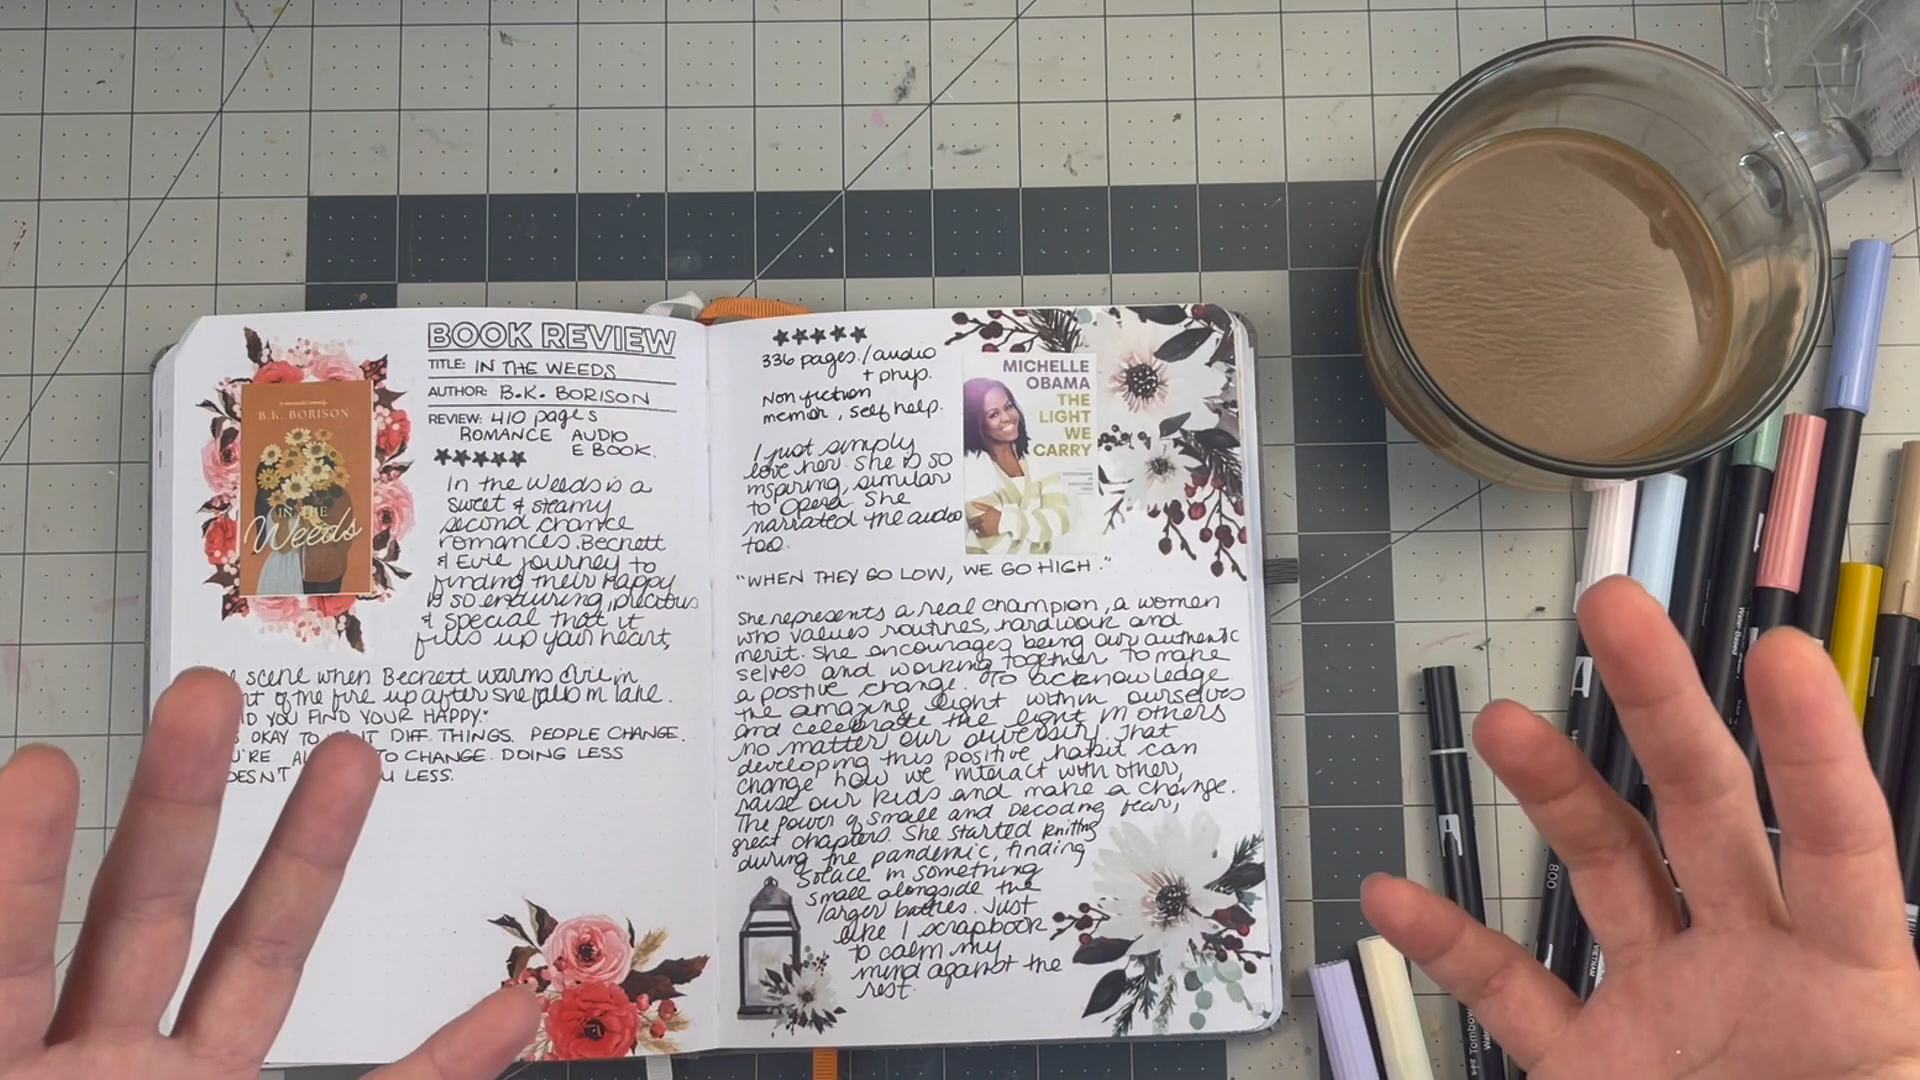 BOOK REVIEW
TITLE: IN THE WEEDS
AUTHOR: B.K. BORISON
REVIEW: 410 pages
ROMANCE AUDIO
E BOOK.
★★★★★
In the Weeds is a
sweet & steamy
second chance
romances. Beckett
& Evie journey to
finding their Happy
is so enduring, precious
& special that it
fills up your heart,
scene when Beckett warms Evie in
of the fire up after she falls in lake.
YOU FIND YOUR HAPPY."
OKAY TO DIFF. THINGS. PEOPLE CHANGE.
TO CHANGE. DOING LESS
LESS.
B.K. BORISON
IN THE
Weeds
★★★★★
336 pages / audio
+ phyp.
Non fiction
memoir, self help.
I just simply
love her. She is so
inspiring, similar
to Opera. She
narrated the audio
too.
MICHELLE
OBAMA
THE
LIGHT
WE
CARRY
"WHEN THEY GO LOW, WE GO HIGH."
She represents a real champion, a women
who values routines, hard work and
merit. She encourages being our authentic
selves and working together to make
a postive change. To acknowledge
the amazing light within ourselves
and celebrate the light in others
no matter our diversity. That
developing this positive habit can
change how we interact with other,
raise our kids and make a change.
The power of small and Decoding fear,
great chapters. She started knitting
during the pandemic, finding
solace in something
small alongside the
larger battles. Just
like I scrapbook
to calm my
mind against the
rest.
800
VIETNAM
Tombow